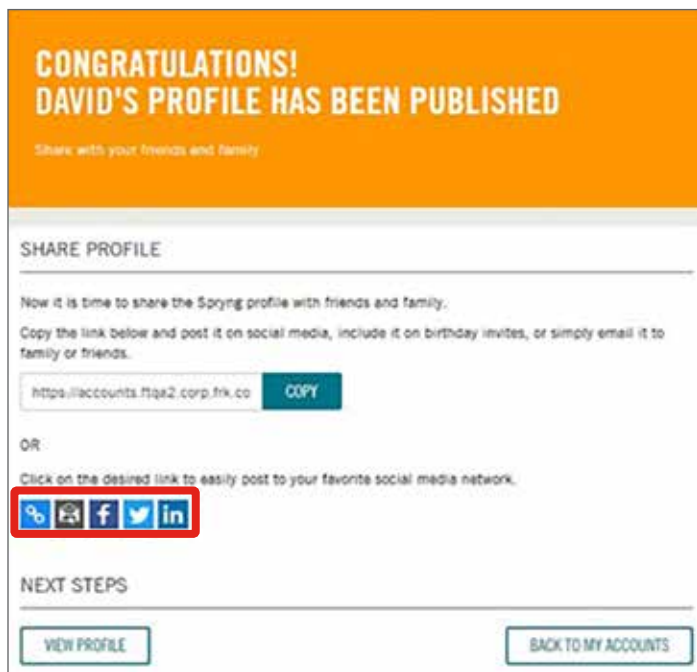 CONGRATULATIONS!
DAVID'S PROFILE HAS BEEN PUBLISHED
Share with your friends and family
SHARE PROFILE
Now it is time to share the Spryng profile with friends and family.
Copy the link below and post it on social media, include it on birthday invites, or simply email it to
family or friends.
https://accounts.ftqa2.corp.frk.co COPY
OR
Click on the desired link to easily post to your favorite social media network.
f in
NEXT STEPS
VIEW PROFILE BACK TO MY ACCOUNTS